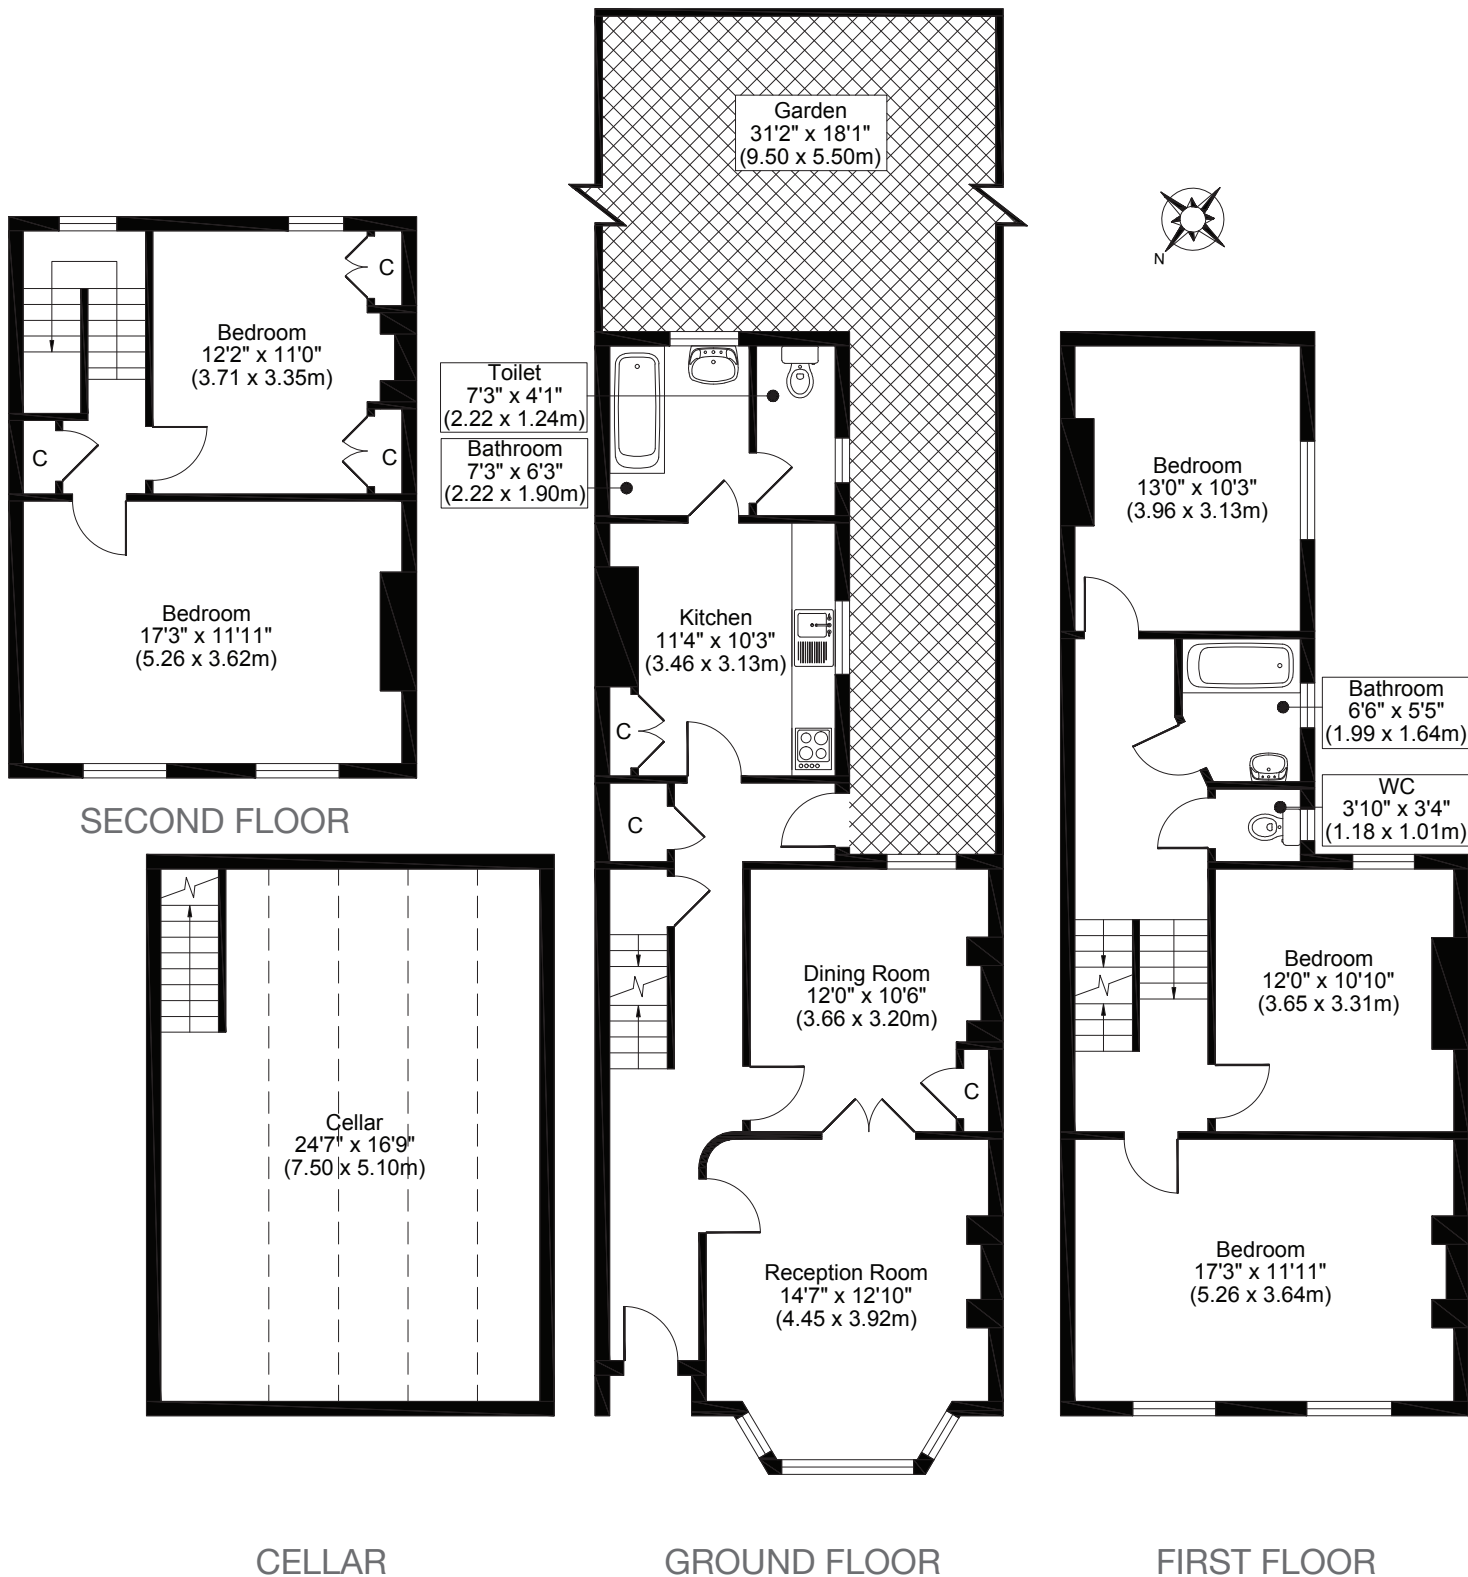 Garden
31'2" x 18'1"
(9.50 x 5.50m)
N
C
Bedroom
12'2" x 11'0"
(3.71 x 3.35m)
C
C
Bedroom
17'3" x 11'11"
(5.26 x 3.62m)
SECOND FLOOR
Toilet
7'3" x 4'1"
(2.22 x 1.24m)
Bathroom
7'3" x 6'3"
(2.22 x 1.90m)
Kitchen
11'4" x 10'3"
(3.46 x 3.13m)
C
C
Dining Room
12'0" x 10'6"
(3.66 x 3.20m)
C
Reception Room
14'7" x 12'10"
(4.45 x 3.92m)
Bedroom
13'0" x 10'3"
(3.96 x 3.13m)
Bathroom
6'6" x 5'5"
(1.99 x 1.64m)
WC
3'10" x 3'4"
(1.18 x 1.01m)
Bedroom
12'0" x 10'10"
(3.65 x 3.31m)
Bedroom
17'3" x 11'11"
(5.26 x 3.64m)
Cellar
24'7" x 16'9"
(7.50 x 5.10m)
CELLAR
GROUND FLOOR
FIRST FLOOR